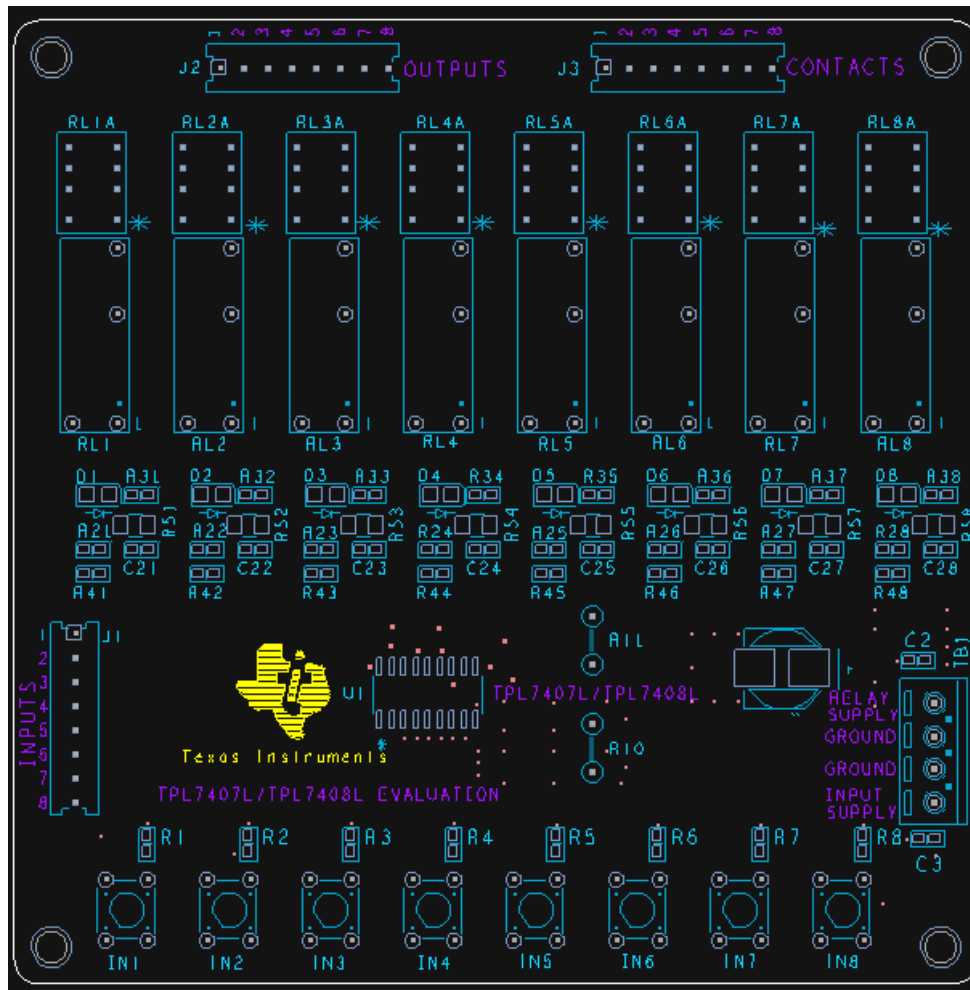 1 2 3 4 5 6 7 8
1 2 3 4 5 6 7 8
J2 OUTPUTS J3 CONTACTS
RL1A RL2A RL3A RL4A RL5A RL6A RL7A RL8A
RL1 RL2 RL3 RL4 RL5 RL6 RL7 RL8
D1 R31 D2 R32 D3 R33 D4 R34 D5 R35 D6 R36 D7 R37 D8 R38
R51 R52 R53 R54 R55 R56 R57 R58
R21 R22 R23 R24 R25 R26 R27 R28
C21 C22 C23 C24 C25 C26 C27 C28
R41 R42 R43 R44 R45 R46 R47 R48
1 J1
2
3
4
5
6
7
8
INPUTS
U1
R11
TPL7407L/TPL7408L
R10
Texas Instruments
TPL7407L/TPL7408L EVALUATION
C2
TB1
RELAY
SUPPLY
GROUND
GROUND
INPUT
SUPPLY
C3
R1 R2 R3 R4 R5 R6 R7 R8
IN1 IN2 IN3 IN4 IN5 IN6 IN7 IN8